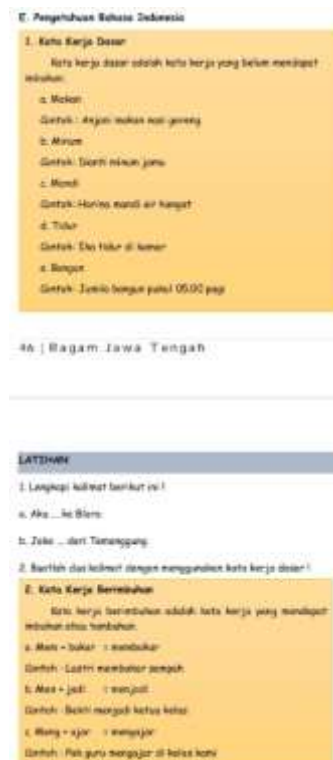 E. Pengetahuan Bahasa Indonesia
1. Kata Kerja Dasar
Kata kerja dasar adalah kata kerja yang belum mendapat
imbuhan.
a. Makan
Contoh : Anjani makan nasi goreng
b. Minum
Contoh: Dianti minum jamu
c. Mandi
Contoh: Harina mandi air hangat
d. Tidur
Contoh: Ika tidur di kamar
e. Bangun
Contoh: Jamila bangun pukul 05.00 pagi
46 | Ragam Jawa Tengah
LATIHAN
1. Lengkapi kalimat berikut ini !
a. Aku ... ke Blora.
b. Joko ... dari Temanggung.
2. Buatlah dua kalimat dengan menggunakan kata kerja dasar !
2. Kata Kerja Berimbuhan
Kata kerja berimbuhan adalah kata kerja yang mendapat
imbuhan atau tambahan.
a. Mem + bakar : membakar
Contoh : Lastri membakar sampah
b. Men + jadi : menjadi
Contoh : Bekti menjadi ketua kelas
c. Meng + ajar : mengajar
Contoh : Pak guru mengajar di kelas kami